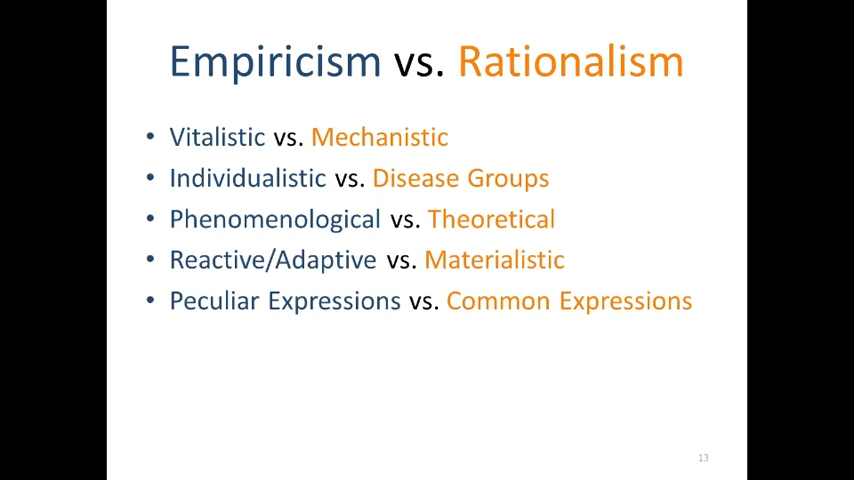 Empiricism vs. Rationalism
• Vitalistic vs. Mechanistic
• Individualistic vs. Disease Groups
• Phenomenological vs. Theoretical
• Reactive/Adaptive vs. Materialistic
• Peculiar Expressions vs. Common Expressions
13